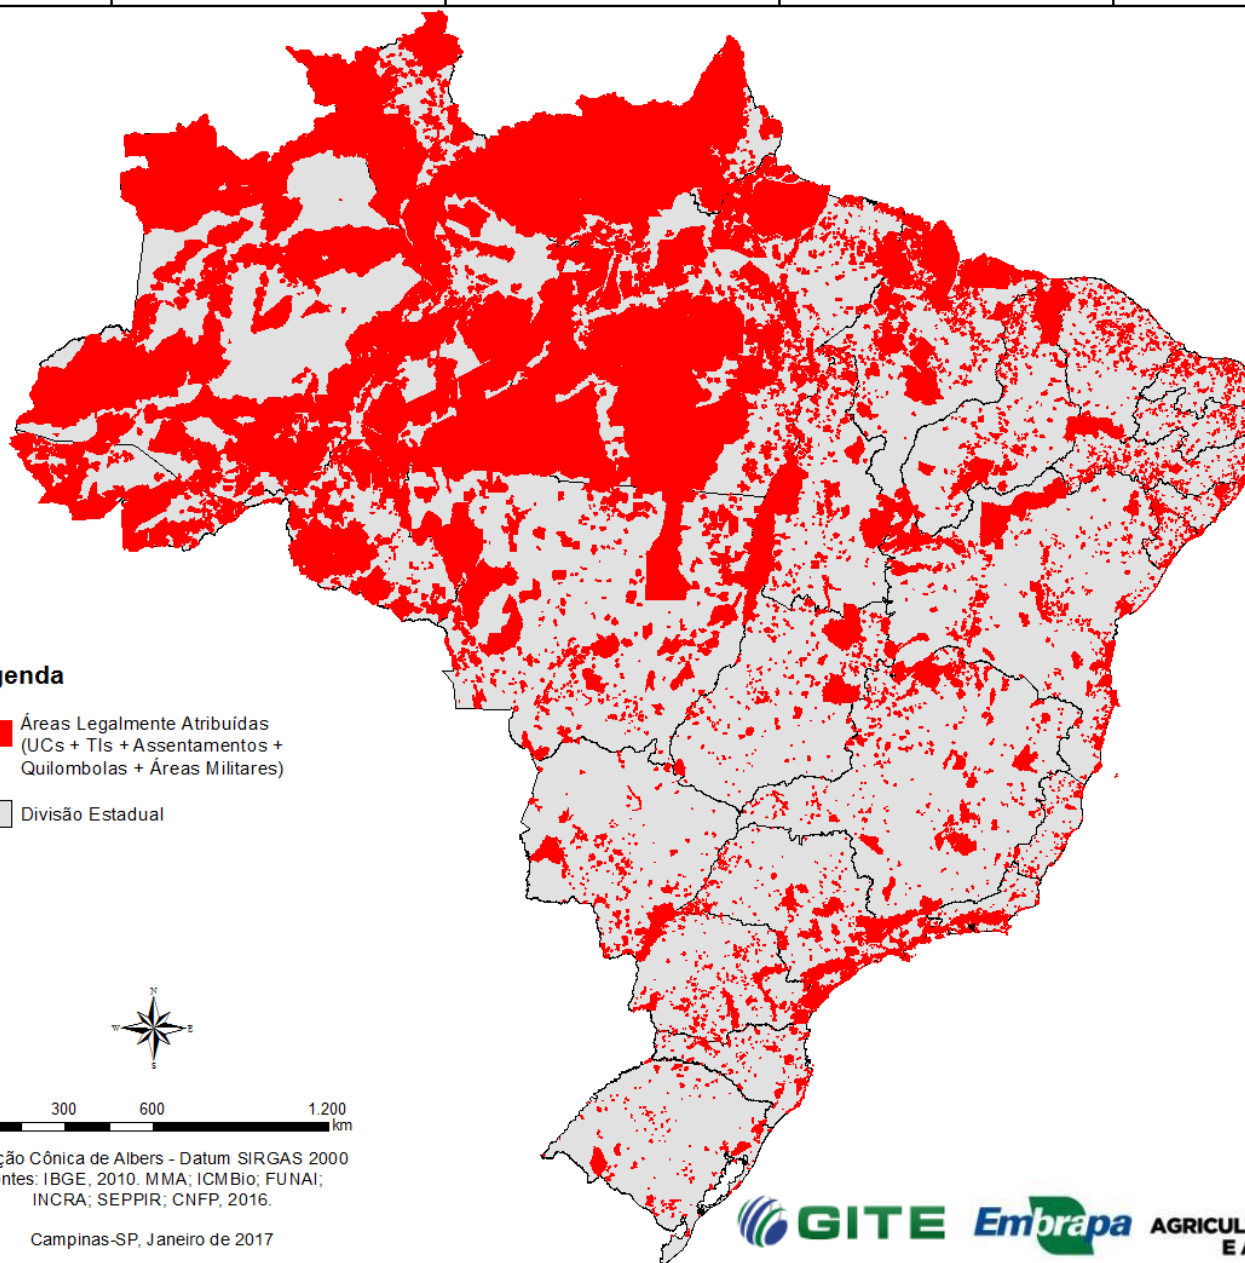 genda
Áreas Legalmente Atribuídas
(UCs + TIs + Assentamentos +
Quilombolas + Áreas Militares)
Divisão Estadual
N
W E
S
300 600 1.200
km
ção Cônica de Albers - Datum SIRGAS 2000
ntes: IBGE, 2010. MMA; ICMBio; FUNAI;
INCRA; SEPPIR; CNFP, 2016.
Campinas-SP, Janeiro de 2017
GITE Embrapa AGRICUL
E A